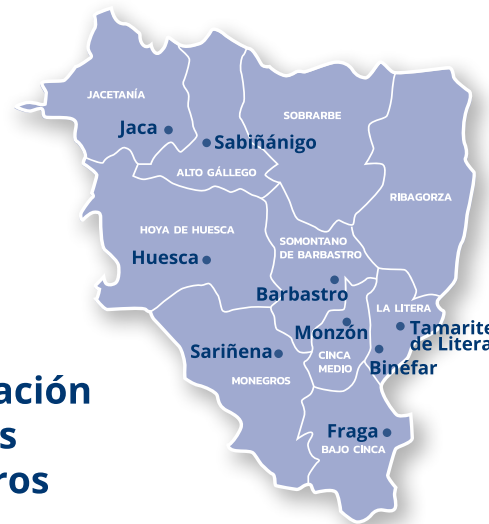 JACETANÍA
SOBRARBE
Jaca
Sabiñánigo
ALTO GÁLLEGO
RIBAGORZA
HOYA DE HUESCA
SOMONTANO
DE BARBASTRO
Huesca
Barbastro
LA LITERA
Monzón
Tamarite
de Litera
Sariñena
CINCA
MEDIO
Binéfar
MONEGROS
ación
s
Fraga
BAJO CINCA
ros